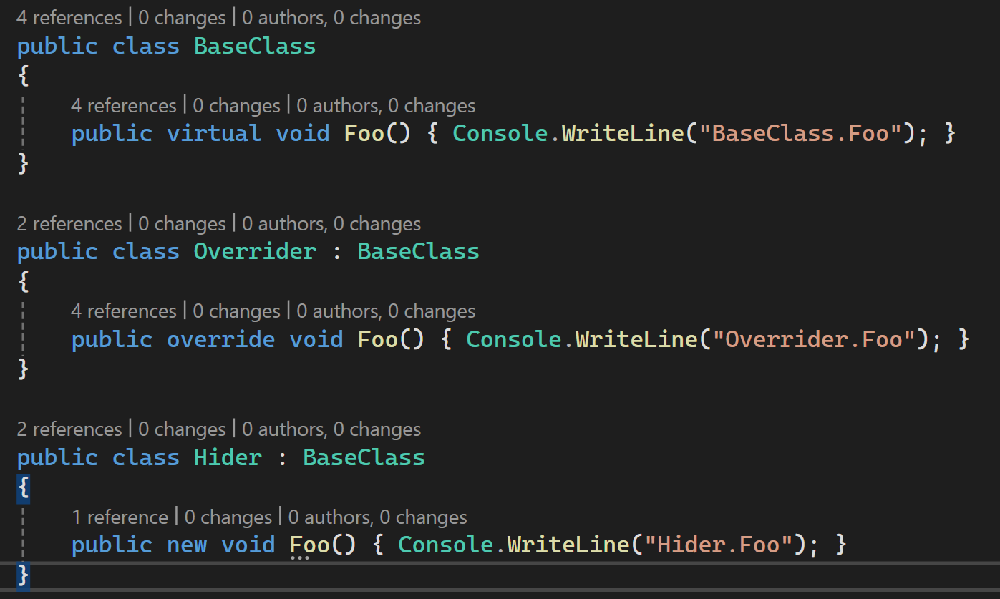 4 references | 0 changes | 0 authors, 0 changes
public class BaseClass
{
4 references | 0 changes | 0 authors, 0 changes
public virtual void Foo() { Console.WriteLine("BaseClass.Foo"); }
}
2 references | 0 changes | 0 authors, 0 changes
public class Overrider : BaseClass
{
4 references | 0 changes | 0 authors, 0 changes
public override void Foo() { Console.WriteLine("Overrider.Foo"); }
}
2 references | 0 changes | 0 authors, 0 changes
public class Hider : BaseClass
{
1 reference | 0 changes | 0 authors, 0 changes
public new void Foo() { Console.WriteLine("Hider.Foo"); }
}